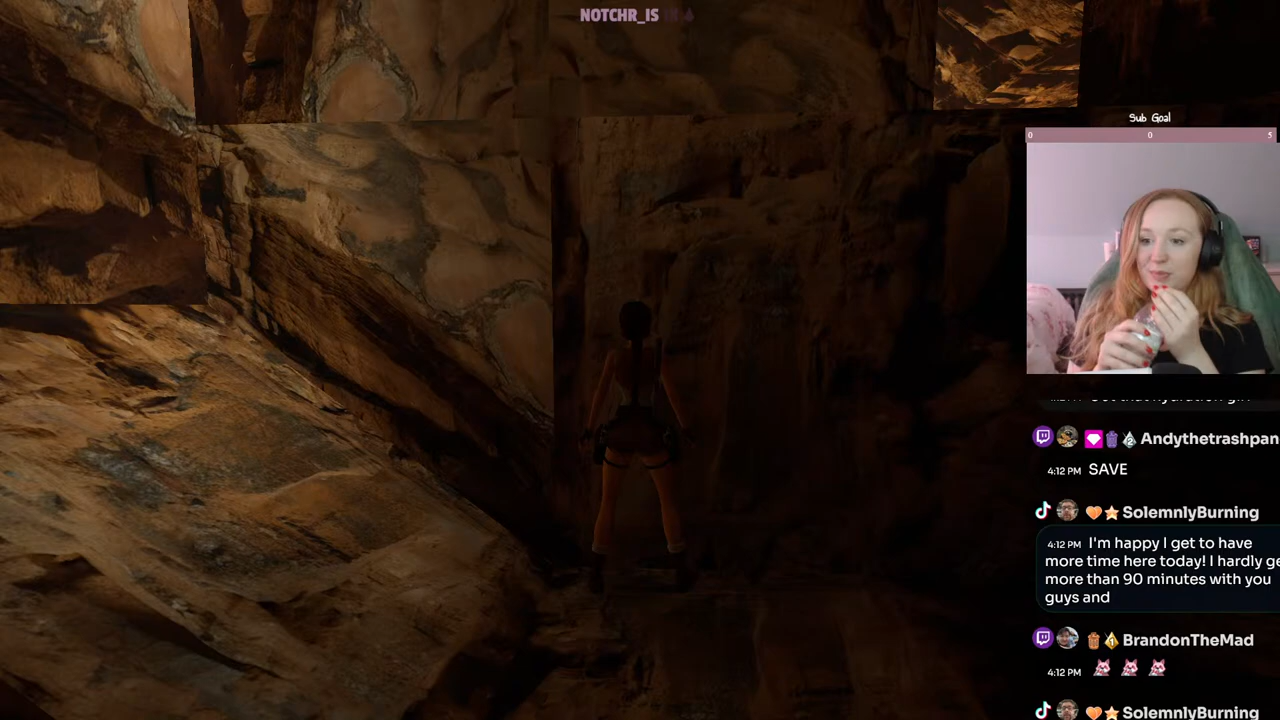 NOTCHR_IS
Sub Goal
0 0 5
Andythetrashpan
4:12 PM SAVE
SolemnlyBurning
4:12 PM I'm happy I get to have
more time here today! I hardly ge
more than 90 minutes with you
guys and
BrandonTheMad
4:12 PM
SolemnlyBurning